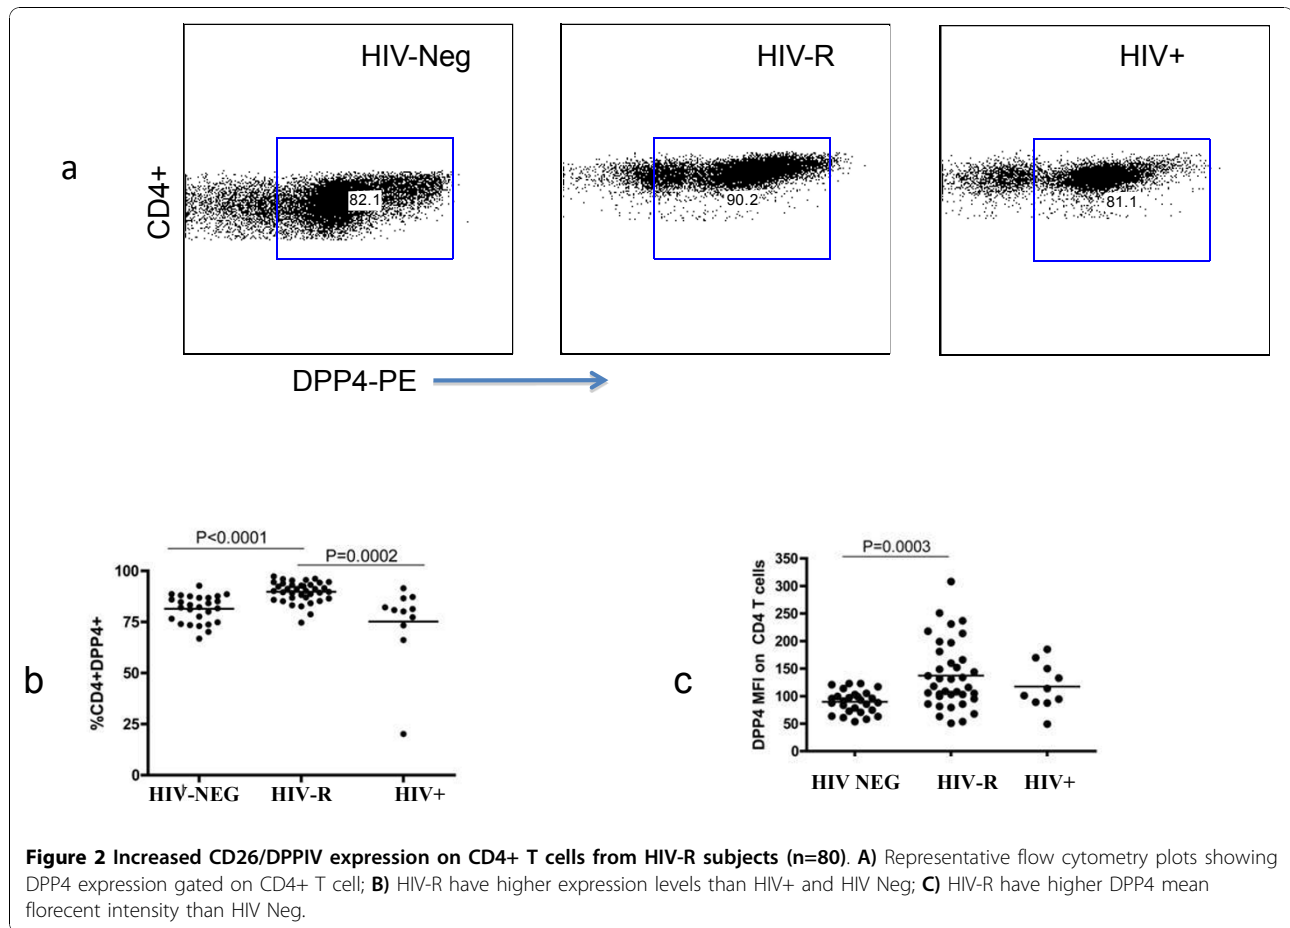 HIV-Neg
HIV-R
HIV+
a
CD4+
82.1
90.2
81.1
DPP4-PE
P<0.0001
P=0.0002
b
%CD4+DPP4+
100
75
50
25
0
HIV-NEG
HIV-R
HIV+
P=0.0003
c
DPP4 MFI on CD4 T cells
350
300
250
200
150
100
50
0
HIV NEG
HIV-R
HIV+
Figure 2 Increased CD26/DPPIV expression on CD4+ T cells from HIV-R subjects (n=80). A) Representative flow cytometry plots showing
DPP4 expression gated on CD4+ T cell; B) HIV-R have higher expression levels than HIV+ and HIV Neg; C) HIV-R have higher DPP4 mean
florecent intensity than HIV Neg.